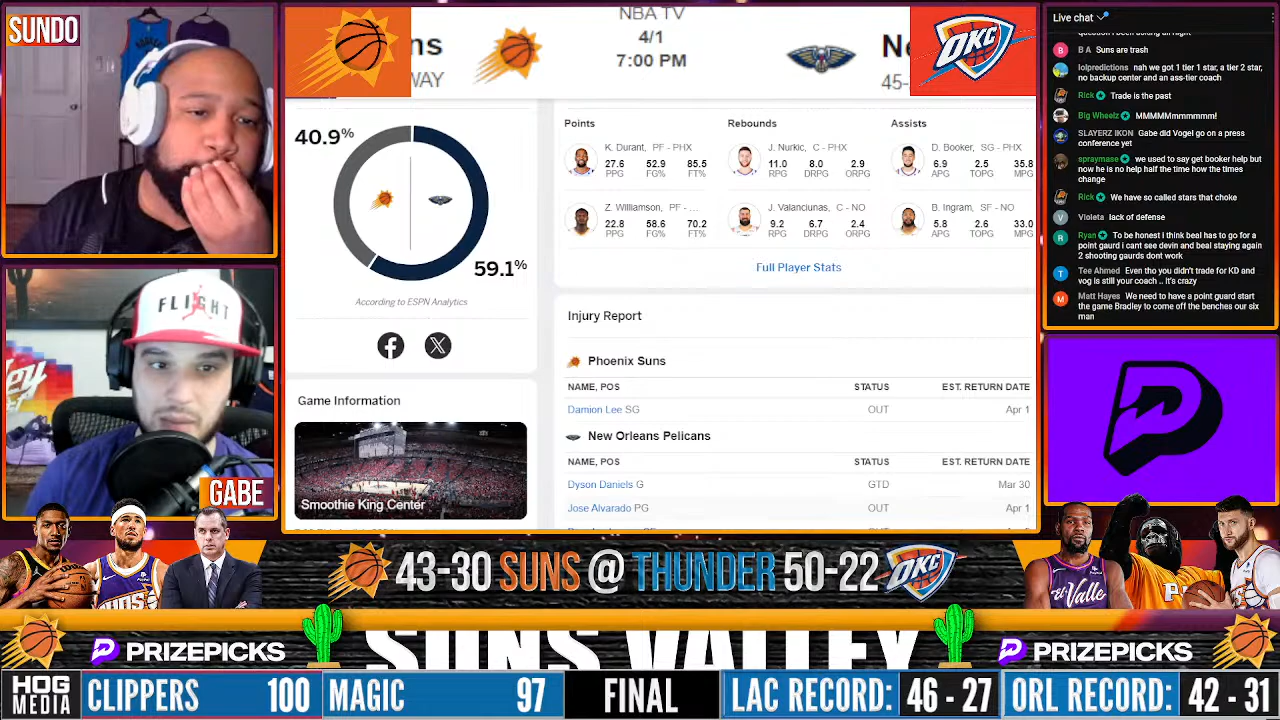 SUNDO
FLIGHT
GABE
ns
WAY
NBA TV
4/1
7:00 PM
Ne
45-
OKC
40.9%
59.1%
According to ESPN Analytics
Game Information
Smoothie King Center
Points
Rebounds
Assists
K. Durant, PF - PHX
27.6 52.9 85.5
PPG FG% FT%
J. Nurkic, C - PHX
11.0 8.0 2.9
RPG DRPG ORPG
D. Booker, SG - PHX
6.9 2.5 35.8
APG TOPG MPG
Z. Williamson, PF - ...
22.8 58.6 70.2
PPG FG% FT%
J. Valanciunas, C - NO
9.2 6.7 2.4
RPG DRPG ORPG
B. Ingram, SF - NO
5.8 2.6 33.0
APG TOPG MPG
Full Player Stats
Injury Report
Phoenix Suns
NAME, POS STATUS EST. RETURN DATE
Damion Lee SG OUT Apr 1
New Orleans Pelicans
NAME, POS STATUS EST. RETURN DATE
Dyson Daniels G GTD Mar 30
Jose Alvarado PG OUT Apr 1
Live chat
B A Suns are trash
lolpredictions nah we got 1 tier 1 star, a tier 2 star,
no backup center and an ass-tier coach
Rick Trade is the past
Big Wheelz MMMMMmmmmmm!
SLAYERZ IKON Gabe did Vogel go on a press
conference yet
spraymase we used to say get booker help but
now he is no help half the time how the times
change
Rick We have so called stars that choke
Violeta lack of defense
Ryan To be honest i think beal has to go for a
point gaurd i cant see devin and beal staying again
2 shooting gaurds dont work
Tee Ahmed Even tho you didn't trade for KD and
vog is still your coach .. it's crazy
Matt Hayes We need to have a point guard start
the game Bradley to come off the benches our six
man
43-30 SUNS @ THUNDER 50-22
OKC
PRIZEPICKS
SUNS VALLEY
PRIZEPICKS
HOG
MEDIA
CLIPPERS 100
MAGIC 97
FINAL
LAC RECORD: 46 - 27
ORL RECORD: 42 - 31